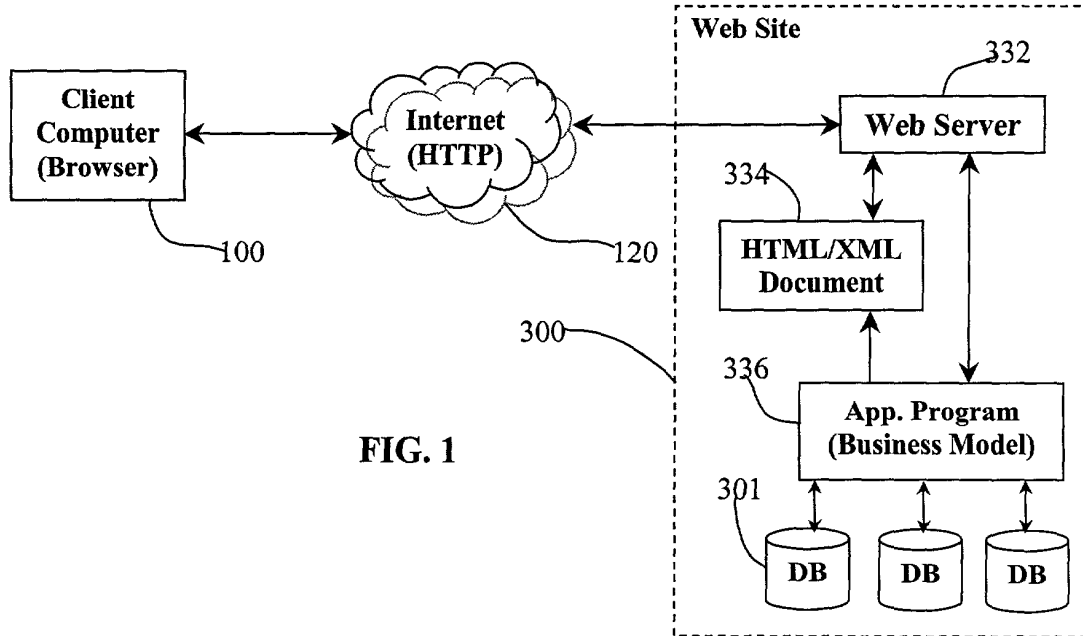 Web Site
332
Client
Computer
(Browser)
Internet
(HTTP)
Web Server
334
100
120
HTML/XML
Document
300
336
App. Program
(Business Model)
FIG. 1
301
DB
DB
DB